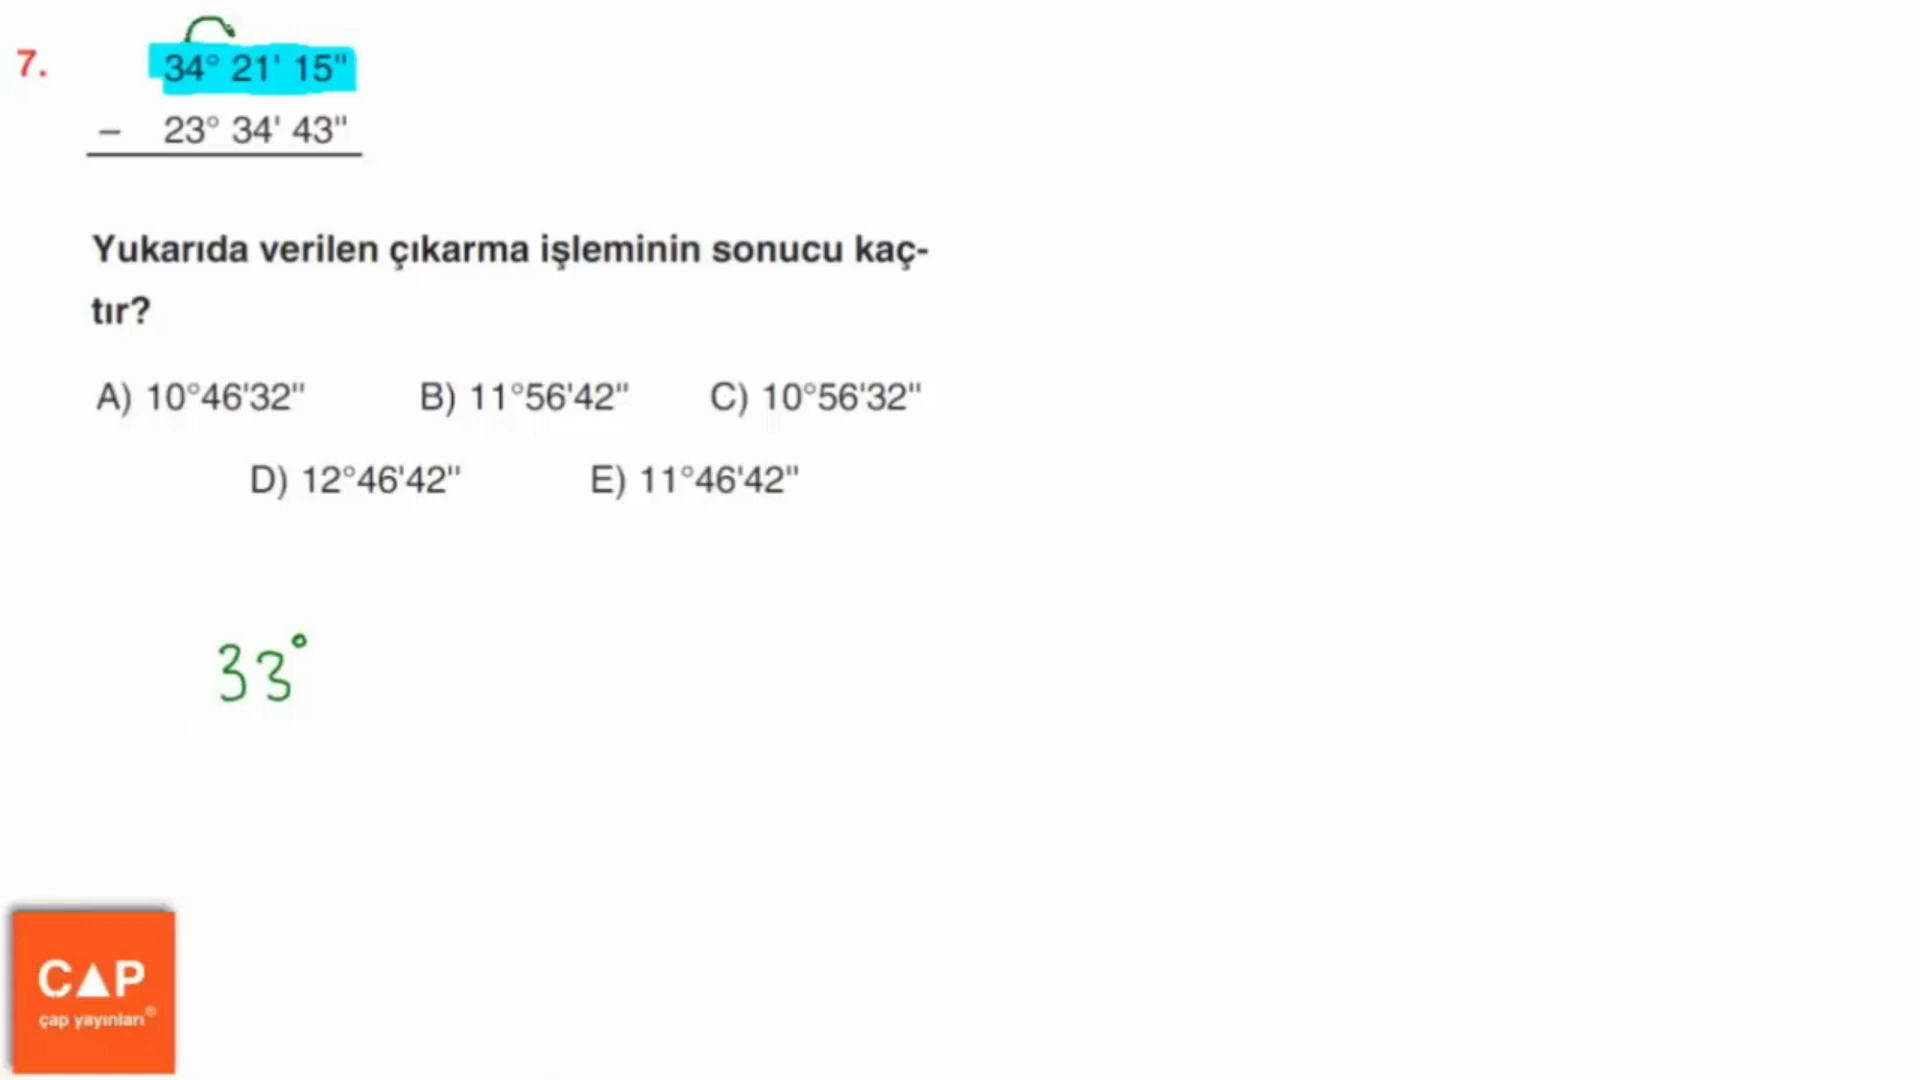 7.
34° 21' 15"
– 23° 34' 43"
Yukarıda verilen çıkarma işleminin sonucu kaç-
tır?
A) 10°46'32" B) 11°56'42" C) 10°56'32"
D) 12°46'42" E) 11°46'42"
33°
ÇAP
çap yayınları®